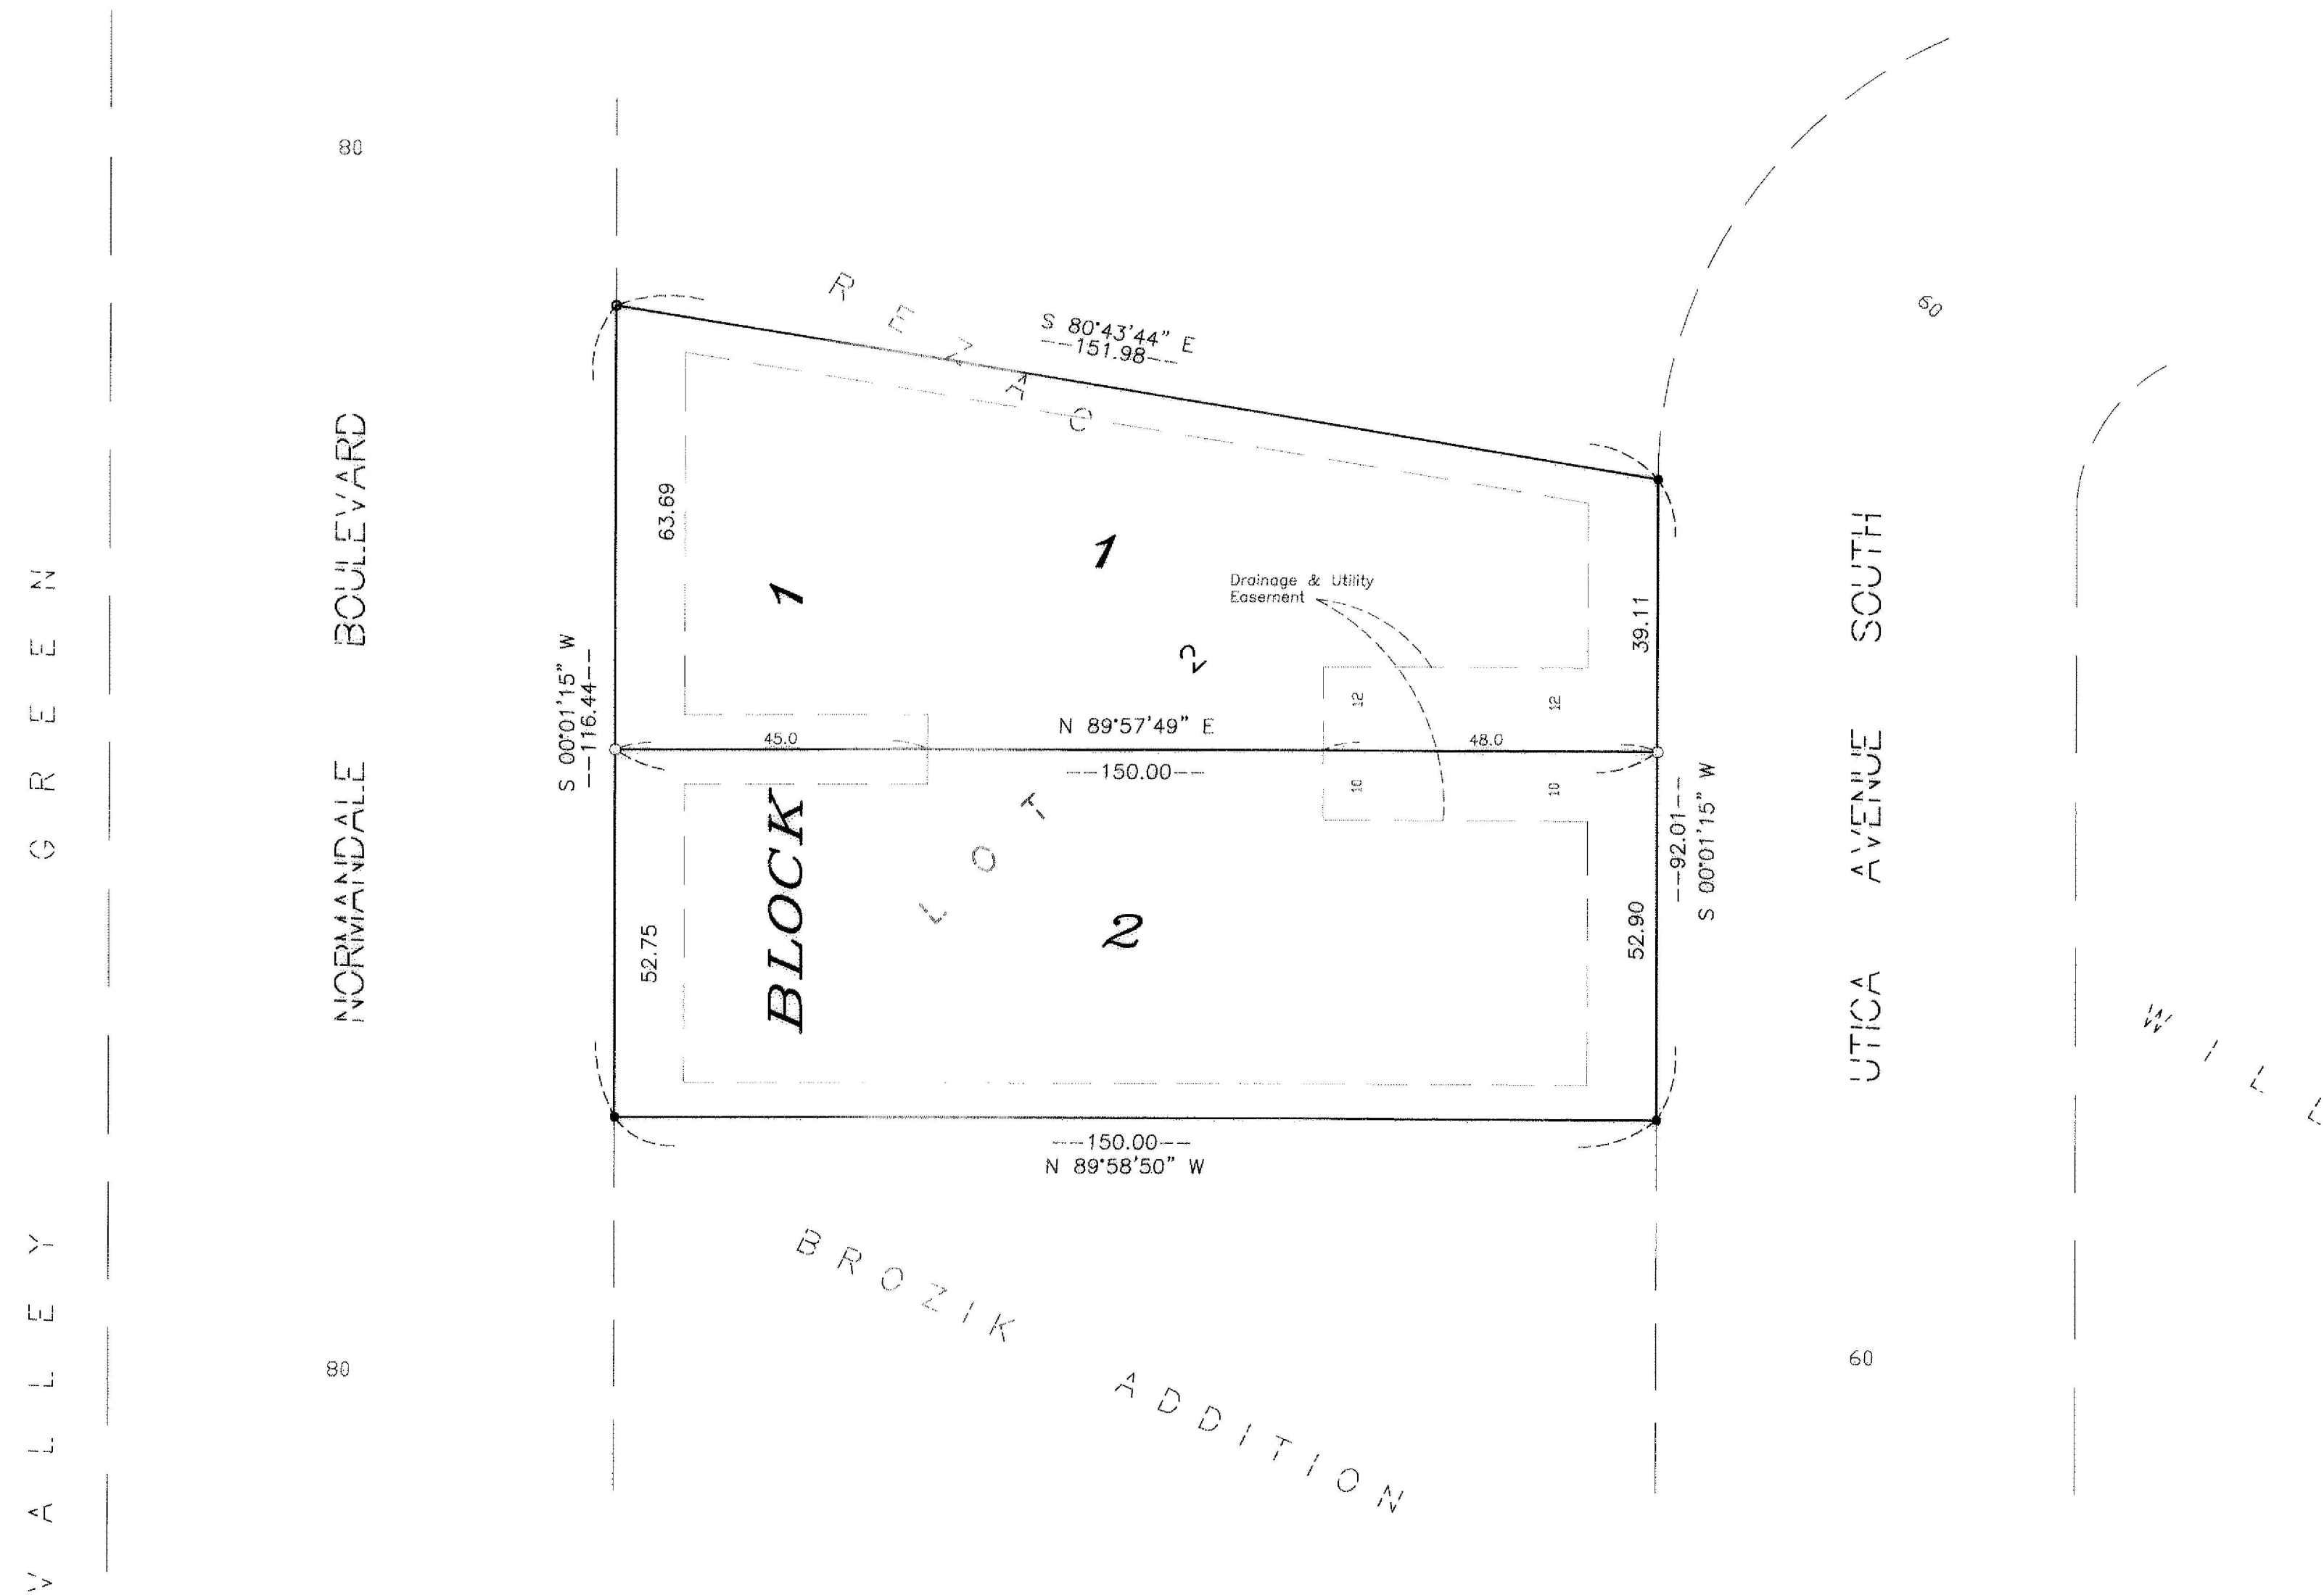 80
60
R E Z A C
S 80°43'44" E
--151.98--
VALLEY GREEN
NORMANDALE BOULEVARD
63.69
1
1
39.11
Drainage & Utility
Easement
2
12
12
S 00°01'15" W
--116.44--
N 89°57'49" E
45.0
48.0
--150.00--
10
10
BLOCK
LOT
--92.01--
S 00°01'15" W
UTICA AVENUE SOUTH
52.75
2
52.90
--150.00--
N 89°58'50" W
BROZIK ADDITION
80
60